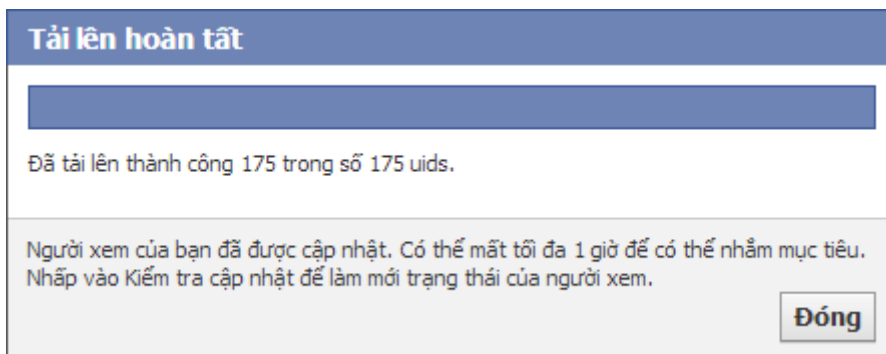 Tải lên hoàn tất
Đã tải lên thành công 175 trong số 175 uids.
Người xem của bạn đã được cập nhật. Có thể mất tối đa 1 giờ để có thể nhắm mục tiêu.
Nhấp vào Kiểm tra cập nhật để làm mới trạng thái của người xem.
Đóng